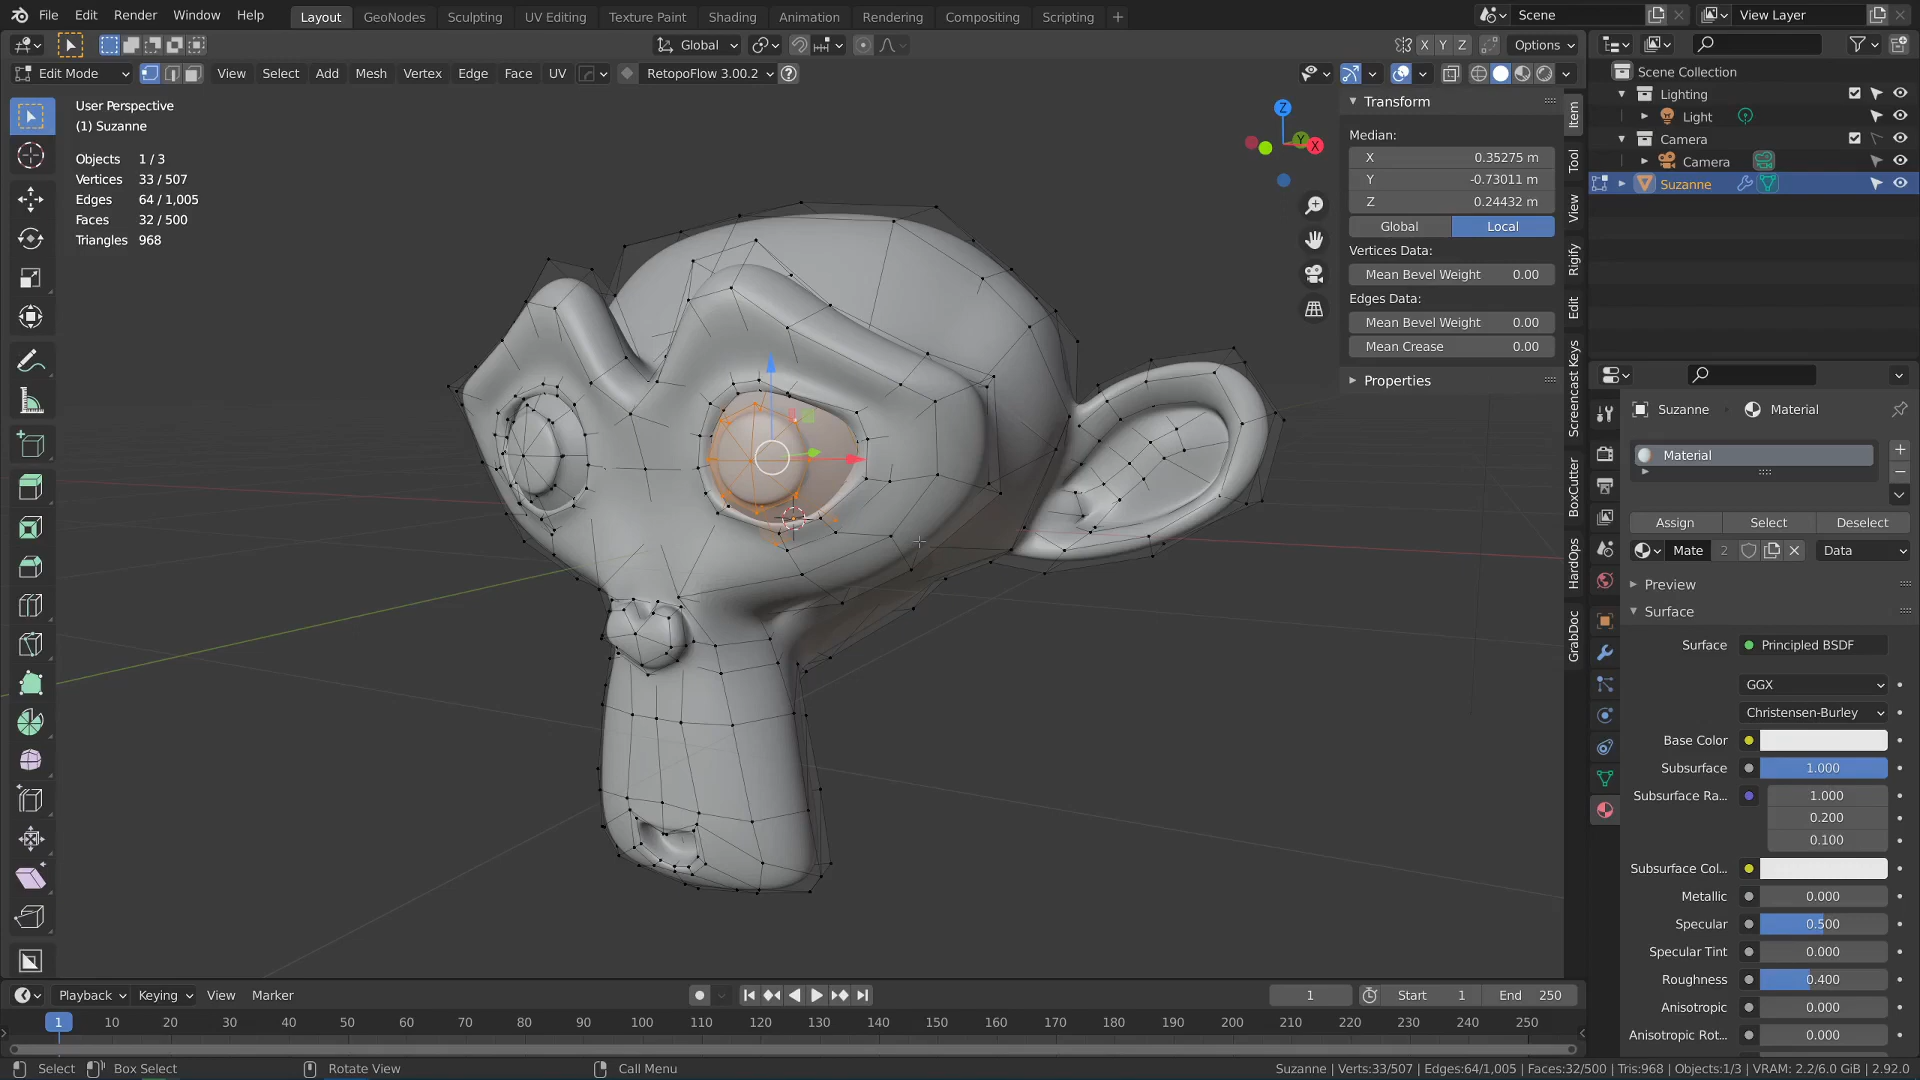 File Edit Render Window Help Layout GeoNodes Sculpting UV Editing Texture Paint Shading Animation Rendering Compositing Scripting + Scene View Layer
Global X Y Z Options
Edit Mode View Select Add Mesh Vertex Edge Face UV RetopoFlow 3.00.2
User Perspective
(1) Suzanne
Objects 1 / 3
Vertices 33 / 507
Edges 64 / 1,005
Faces 32 / 500
Triangles 968
Z
Y
X
Transform
Median:
X 0.35275 m
Y -0.73011 m
Z 0.24432 m
Global Local
Vertices Data:
Mean Bevel Weight 0.00
Edges Data:
Mean Bevel Weight 0.00
Mean Crease 0.00
Properties
Item
Tool
View
Rigify
Edit
Screencast Keys
BoxCutter
HardOps
GrabDoc
Scene Collection
Lighting
Light
Camera
Camera
Suzanne
Suzanne Material
Material
Assign Select Deselect
Mate 2 Data
Preview
Surface
Surface Principled BSDF
GGX
Christensen-Burley
Base Color
Subsurface 1.000
Subsurface Ra... 1.000
0.200
0.100
Subsurface Col...
Metallic 0.000
Specular 0.500
Specular Tint 0.000
Roughness 0.400
Anisotropic 0.000
Anisotropic Rot... 0.000
Playback Keying View Marker 1 Start 1 End 250
1 10 20 30 40 50 60 70 80 90 100 110 120 130 140 150 160 170 180 190 200 210 220 230 240 250
Select Box Select Rotate View Call Menu Suzanne | Verts:33/507 | Edges:64/1,005 | Faces:32/500 | Tris:968 | Objects:1/3 | VRAM: 2.2/6.0 GiB | 2.92.0